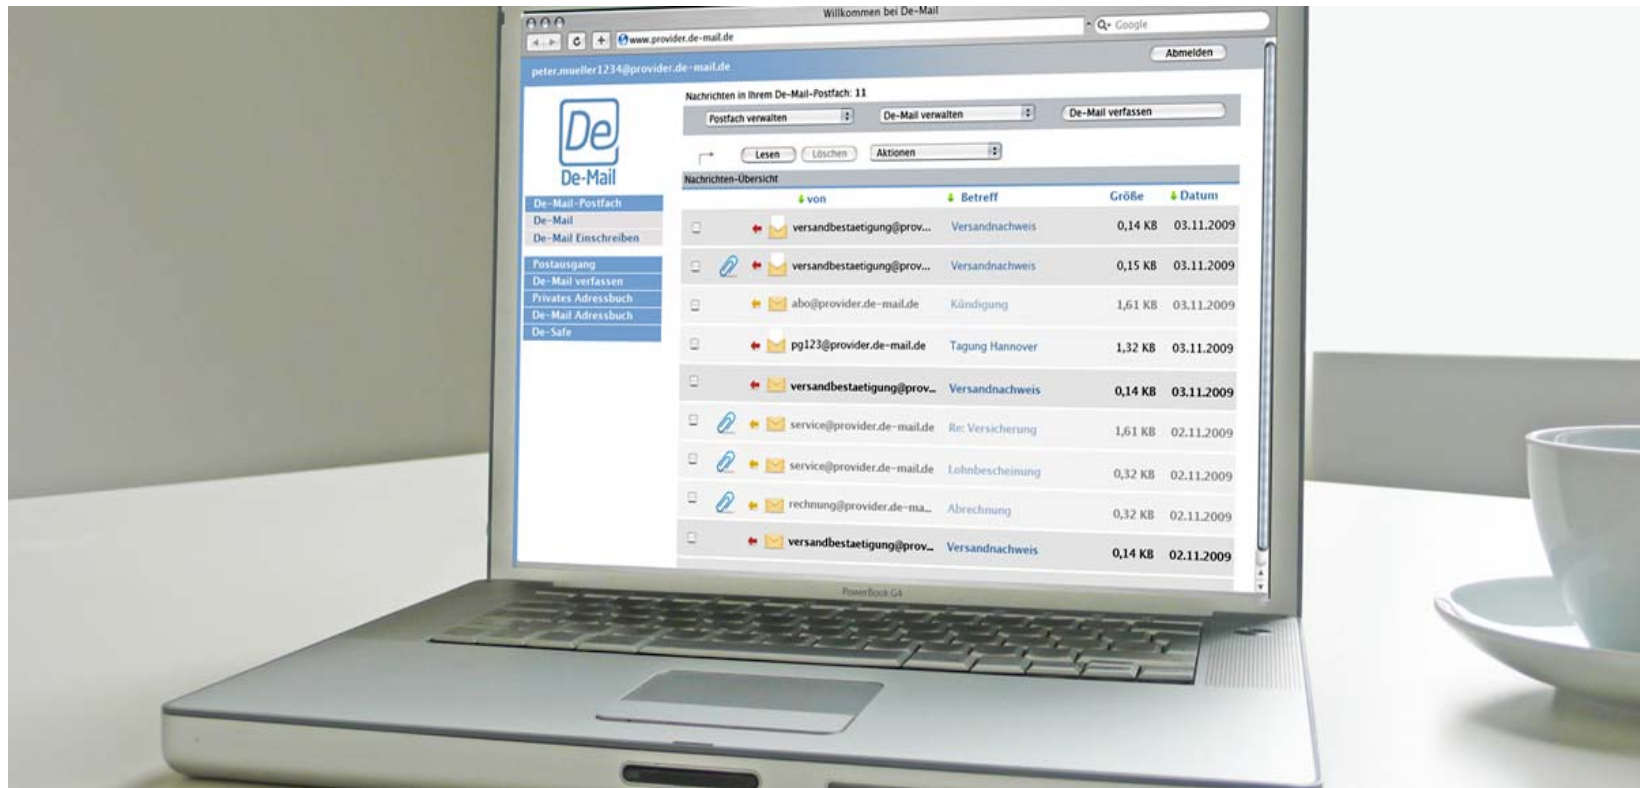 Willkommen bei De-Mail
www.provider.de-mail.de
Google
Abmelden
peter.mueller1234@provider.de-mail.de
Nachrichten in Ihrem De-Mail-Postfach: 11
Postfach verwalten De-Mail verwalten De-Mail verfassen
Lesen Löschen Aktionen
De
De-Mail
De-Mail-Postfach
De-Mail
De-Mail Einschreiben
Postausgang
De-Mail verfassen
Privates Adressbuch
De-Mail Adressbuch
De-Safe
Nachrichten-Übersicht
von Betreff Größe Datum
versandbestaetigung@prov... Versandnachweis 0,14 KB 03.11.2009
versandbestaetigung@prov... Versandnachweis 0,15 KB 03.11.2009
abo@provider.de-mail.de Kündigung 1,61 KB 03.11.2009
pg123@provider.de-mail.de Tagung Hannover 1,32 KB 03.11.2009
versandbestaetigung@prov... Versandnachweis 0,14 KB 03.11.2009
service@provider.de-mail.de Re: Versicherung 1,61 KB 02.11.2009
service@provider.de-mail.de Lohnbescheinung 0,32 KB 02.11.2009
rechnung@provider.de-ma... Abrechnung 0,32 KB 02.11.2009
versandbestaetigung@prov... Versandnachweis 0,14 KB 02.11.2009
PowerBook G4